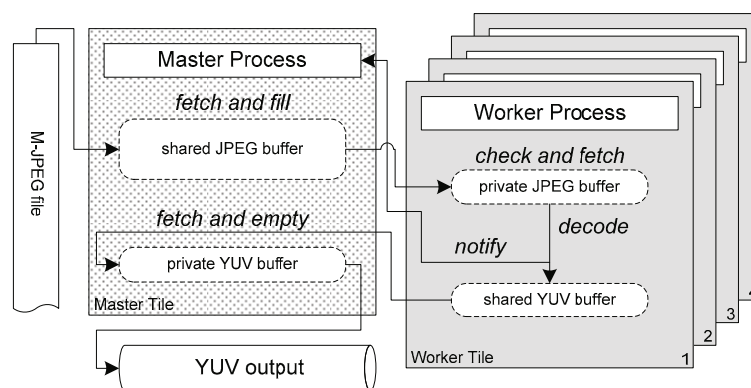 M-JPEG file
Master Process
fetch and fill
shared JPEG buffer
fetch and empty
private YUV buffer
Master Tile
YUV output
Worker Process
check and fetch
private JPEG buffer
decode
notify
shared YUV buffer
Worker Tile
1
2
3